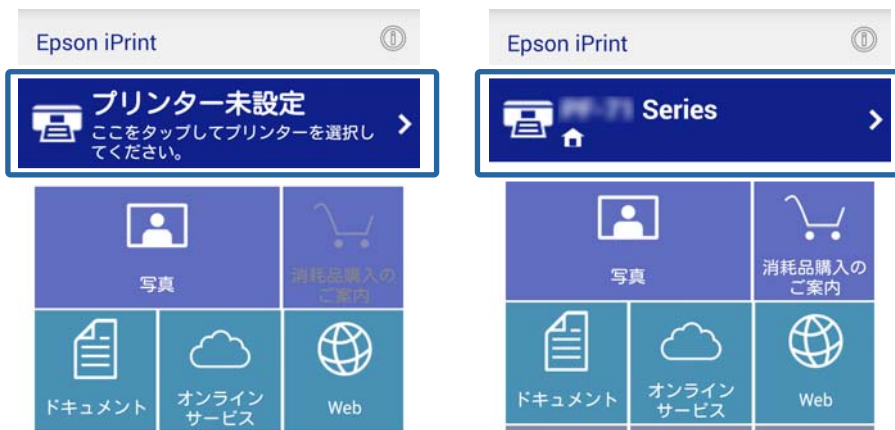 Epson iPrint
プリンター未設定
ここをタップしてプリンターを選択し
てください。
写真
消耗品購入の
ご案内
ドキュメント
オンライン
サービス
Web
Epson iPrint
Series
写真
消耗品購入の
ご案内
ドキュメント
オンライン
サービス
Web